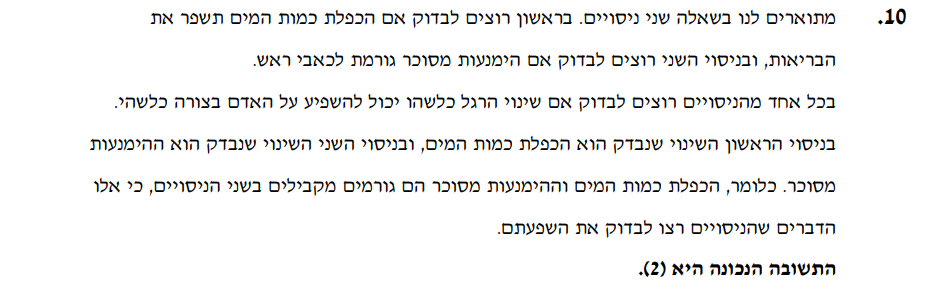 10. מתוארים לנו בשאלה שני ניסויים. בראשון רוצים לבדוק אם הכפלת כמות המים תשפר את
הבריאות, ובניסוי השני רוצים לבדוק אם הימנעות מסוכר גורמת לכאבי ראש.
בכל אחד מהניסויים רוצים לבדוק אם שינוי הרגל כלשהו יכול להשפיע על האדם בצורה כלשהי.
בניסוי הראשון השינוי שנבדק הוא הכפלת כמות המים, ובניסוי השני השינוי שנבדק הוא ההימנעות
מסוכר. כלומר, הכפלת כמות המים וההימנעות מסוכר הם גורמים מקבילים בשני הניסויים, כי אלו
הדברים שהניסויים רצו לבדוק את השפעתם.
התשובה הנכונה היא (2).